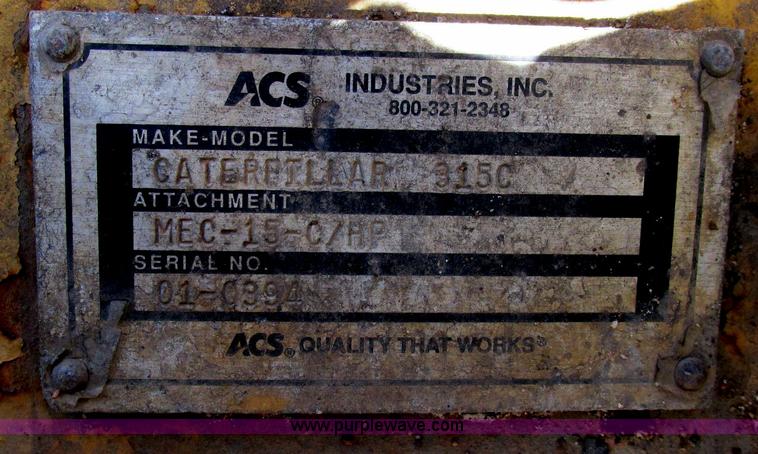 ACS® INDUSTRIES, INC.
800-321-2348
MAKE-MODEL
CATERPILLAR 315C
ATTACHMENT
MEC-15-C/HP
SERIAL NO.
01-C394
ACS® QUALITY THAT WORKS®
www.purplewave.com